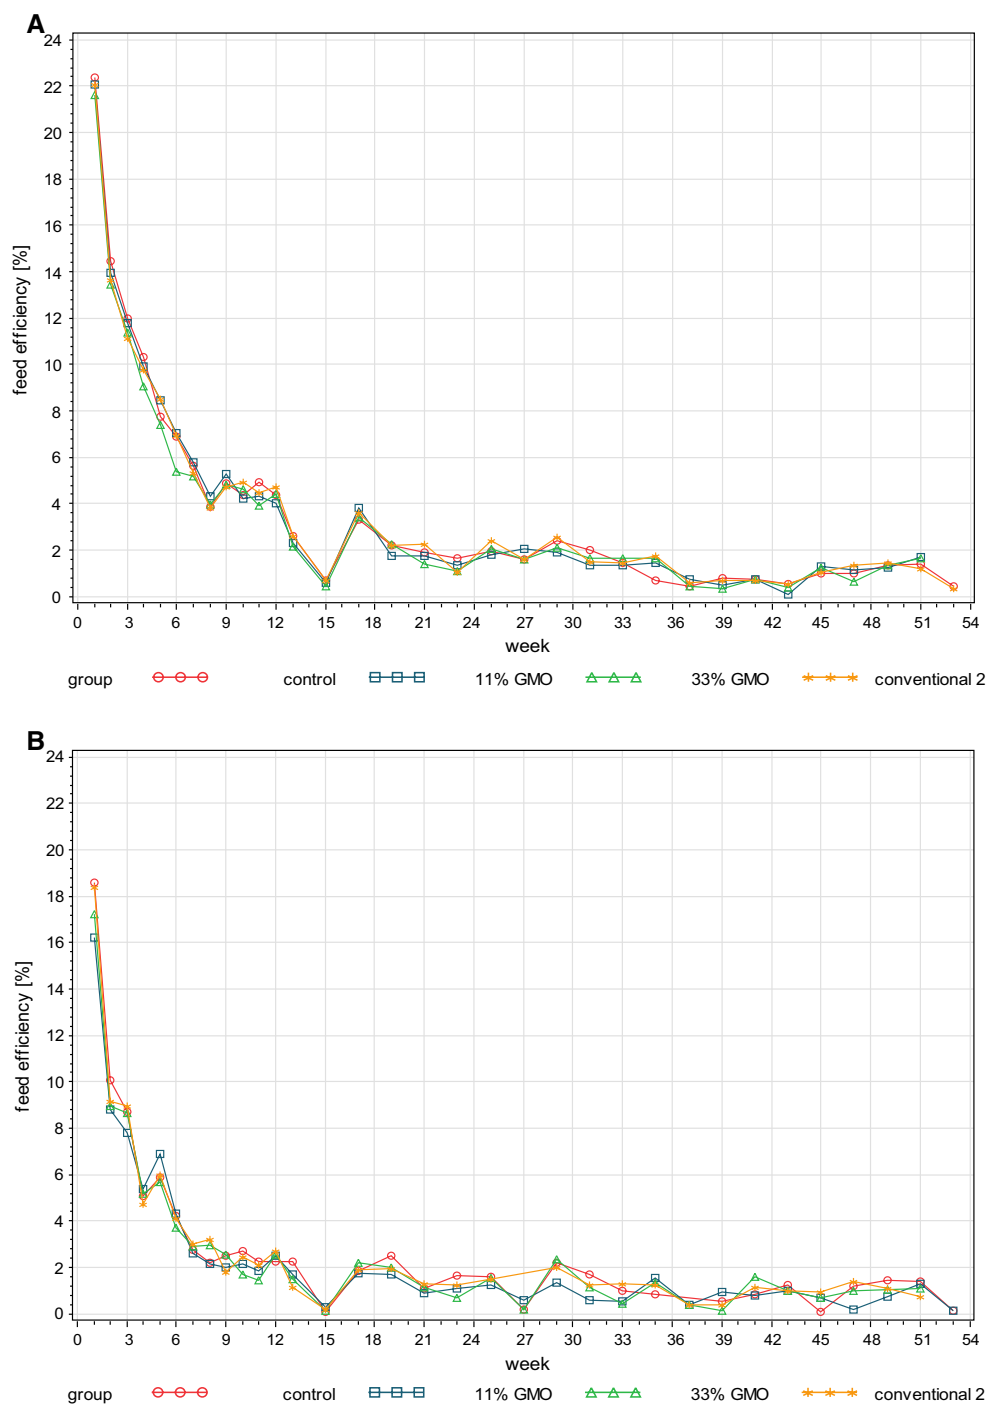 A
24
22
20
18
16
14
12
10
8
6
4
2
0
feed efficiency [%]
0 3 6 9 12 15 18 21 24 27 30 33 36 39 42 45 48 51 54
week
group control 11% GMO 33% GMO conventional 2
B
24
22
20
18
16
14
12
10
8
6
4
2
0
feed efficiency [%]
0 3 6 9 12 15 18 21 24 27 30 33 36 39 42 45 48 51 54
week
group control 11% GMO 33% GMO conventional 2